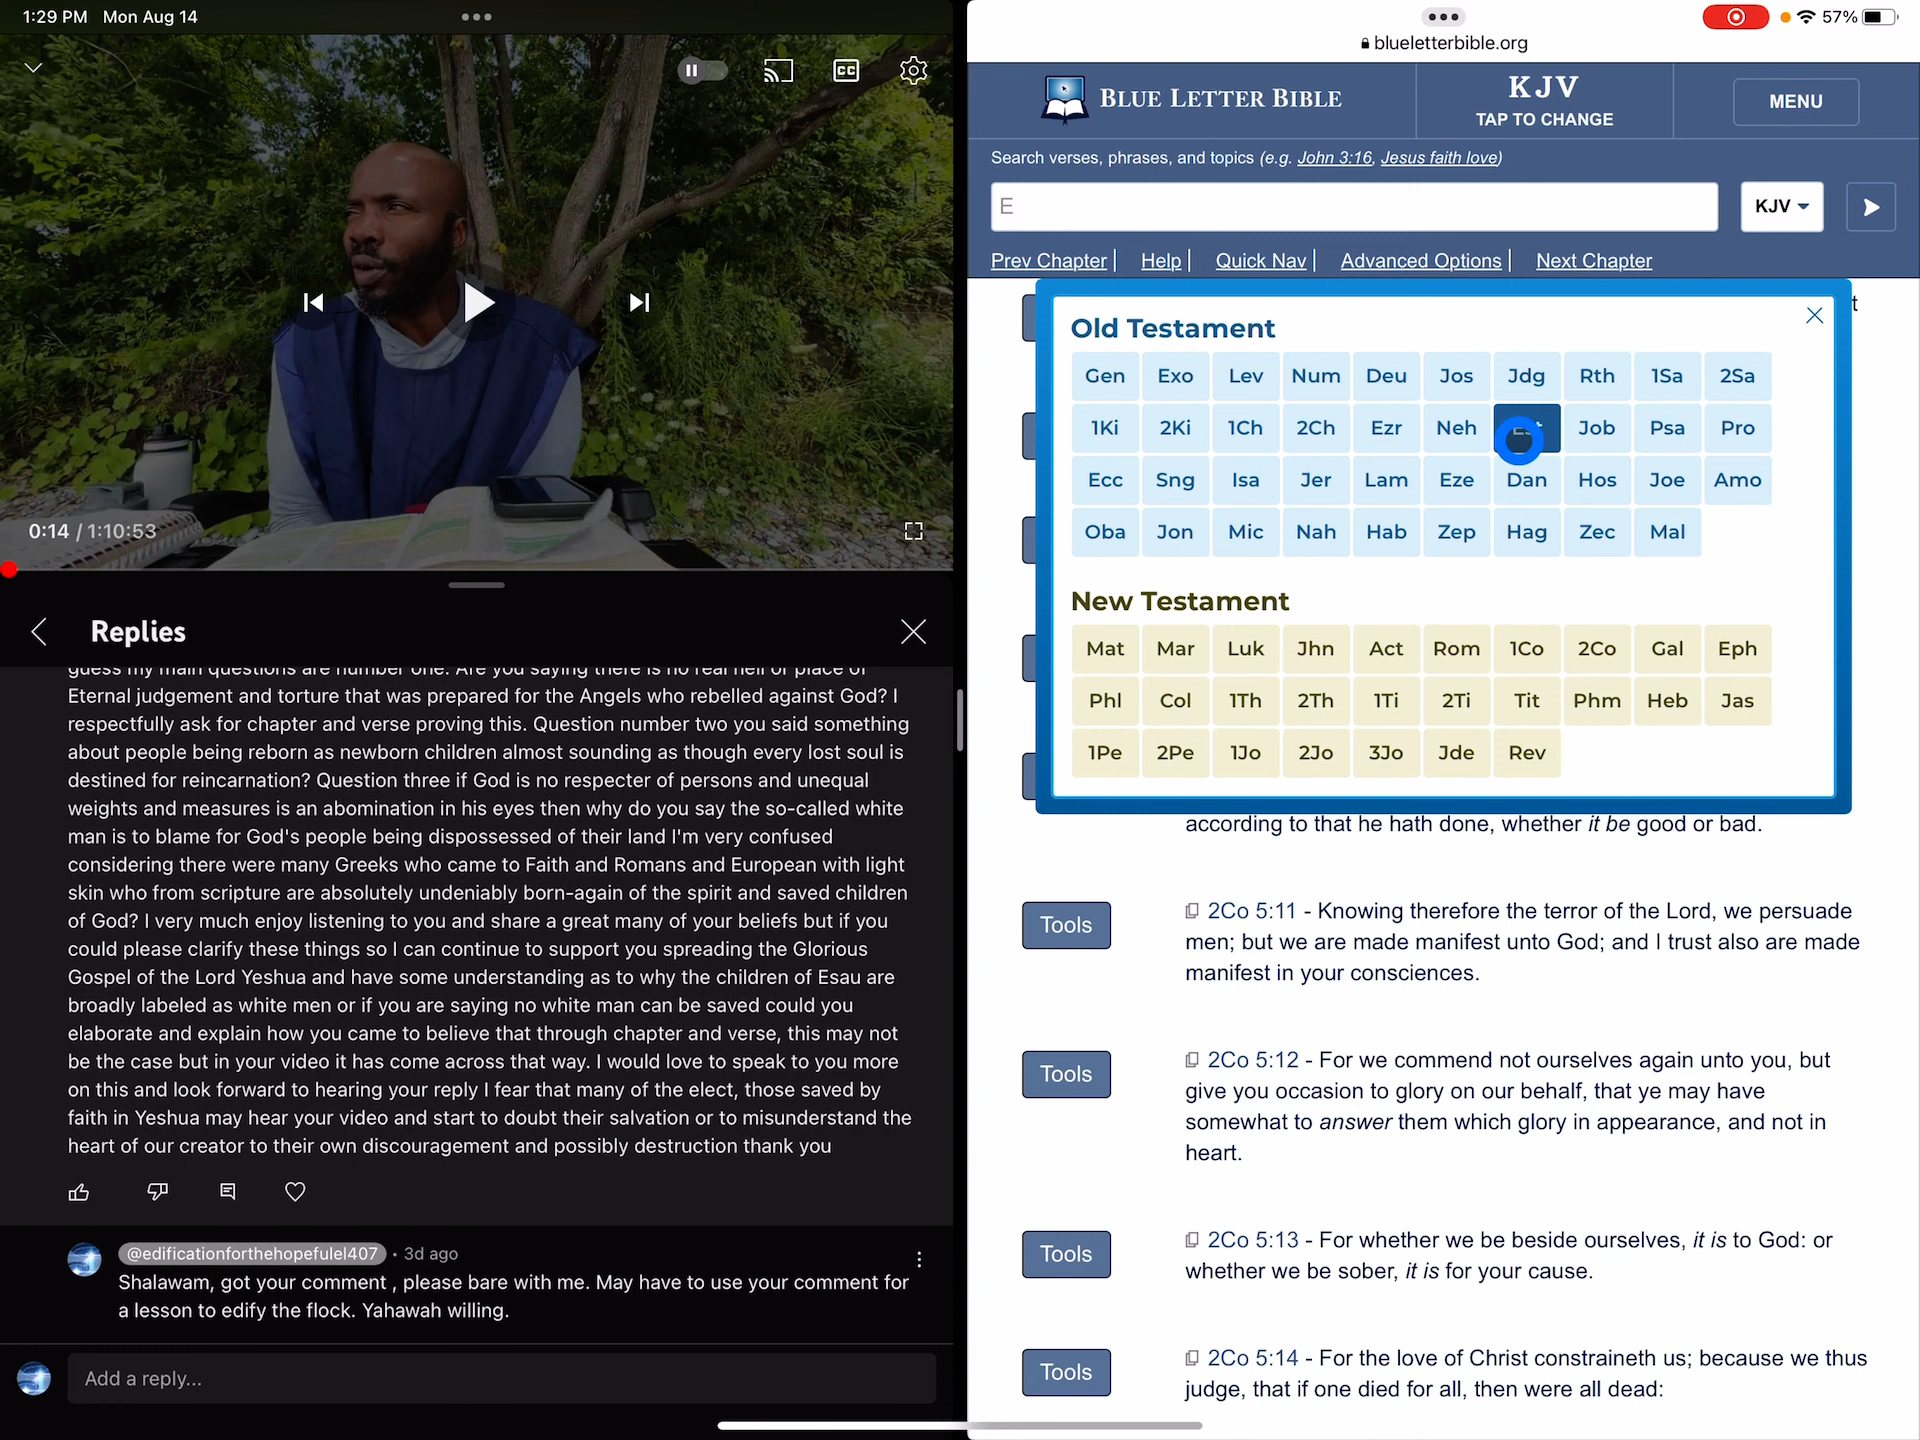 1:29 PM Mon Aug 14
CC
0:14 / 1:10:53
Replies
guess my main questions are number one. Are you saying there is no real hell or place of
Eternal judgement and torture that was prepared for the Angels who rebelled against God? I
respectfully ask for chapter and verse proving this. Question number two you said something
about people being reborn as newborn children almost sounding as though every lost soul is
destined for reincarnation? Question three if God is no respecter of persons and unequal
weights and measures is an abomination in his eyes then why do you say the so-called white
man is to blame for God's people being dispossessed of their land I'm very confused
considering there were many Greeks who came to Faith and Romans and European with light
skin who from scripture are absolutely undeniably born-again of the spirit and saved children
of God? I very much enjoy listening to you and share a great many of your beliefs but if you
could please clarify these things so I can continue to support you spreading the Glorious
Gospel of the Lord Yeshua and have some understanding as to why the children of Esau are
broadly labeled as white men or if you are saying no white man can be saved could you
elaborate and explain how you came to believe that through chapter and verse, this may not
be the case but in your video it has come across that way. I would love to speak to you more
on this and look forward to hearing your reply I fear that many of the elect, those saved by
faith in Yeshua may hear your video and start to doubt their salvation or to misunderstand the
heart of our creator to their own discouragement and possibly destruction thank you
@edificationforthehopefulel407 • 3d ago
Shalawam, got your comment , please bare with me. May have to use your comment for
a lesson to edify the flock. Yahawah willing.
Add a reply...
57%
blueletterbible.org
BLUE LETTER BIBLE
KJV
TAP TO CHANGE
MENU
Search verses, phrases, and topics (e.g. John 3:16, Jesus faith love)
E
KJV
Prev Chapter | Help | Quick Nav | Advanced Options | Next Chapter
t
Old Testament
Gen Exo Lev Num Deu Jos Jdg Rth 1Sa 2Sa
1Ki 2Ki 1Ch 2Ch Ezr Neh Job Psa Pro
Ecc Sng Isa Jer Lam Eze Dan Hos Joe Amo
Oba Jon Mic Nah Hab Zep Hag Zec Mal
New Testament
Mat Mar Luk Jhn Act Rom 1Co 2Co Gal Eph
Phl Col 1Th 2Th 1Ti 2Ti Tit Phm Heb Jas
1Pe 2Pe 1Jo 2Jo 3Jo Jde Rev
according to that he hath done, whether it be good or bad.
Tools
2Co 5:11 - Knowing therefore the terror of the Lord, we persuade
men; but we are made manifest unto God; and I trust also are made
manifest in your consciences.
Tools
2Co 5:12 - For we commend not ourselves again unto you, but
give you occasion to glory on our behalf, that ye may have
somewhat to answer them which glory in appearance, and not in
heart.
Tools
2Co 5:13 - For whether we be beside ourselves, it is to God: or
whether we be sober, it is for your cause.
Tools
2Co 5:14 - For the love of Christ constraineth us; because we thus
judge, that if one died for all, then were all dead: